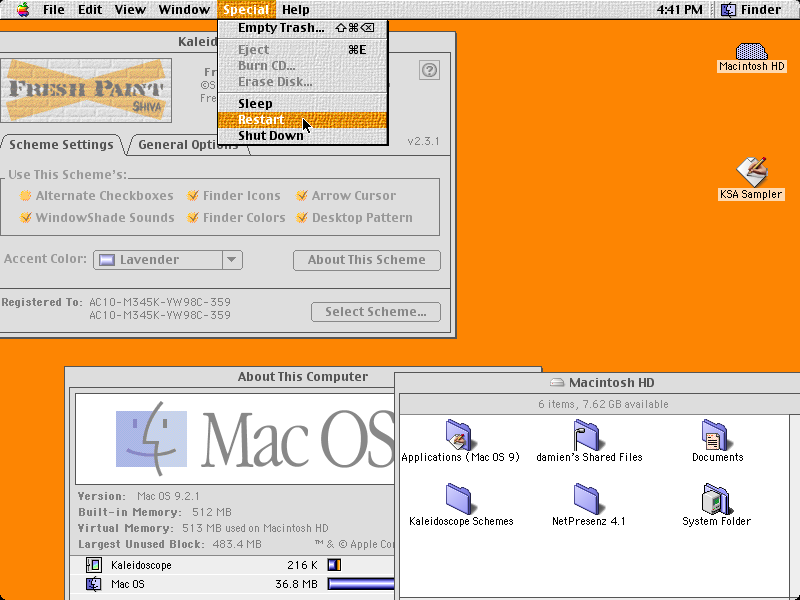 File Edit View Window Special Help 4:41 PM Finder
Empty Trash... ⇧⌘⌫
Eject ⌘E
Burn CD...
Erase Disk...
Sleep
Restart
Shut Down
FRESH PAINT
SHIVA
v2.3.1
Scheme Settings
Use This Scheme's:
Alternate Checkboxes Finder Icons Arrow Cursor
WindowShade Sounds Finder Colors Desktop Pattern
Accent Color: Lavender About This Scheme
Registered To: AC10-M345K-YW98C-359
AC10-M345K-YW98C-359
Select Scheme...
Macintosh HD
KSA Sampler
About This Computer
Mac OS
Version: Mac OS 9.2.1
Built-in Memory: 512 MB
Virtual Memory: 513 MB used on Macintosh HD
Largest Unused Block: 483.4 MB ™ & © Apple
Kaleidoscope 216 K
Mac OS 36.8 MB
Macintosh HD
6 items, 7.62 GB available
Applications (Mac OS 9) damien's Shared Files Documents
Kaleidoscope Schemes NetPresenz 4.1 System Folder